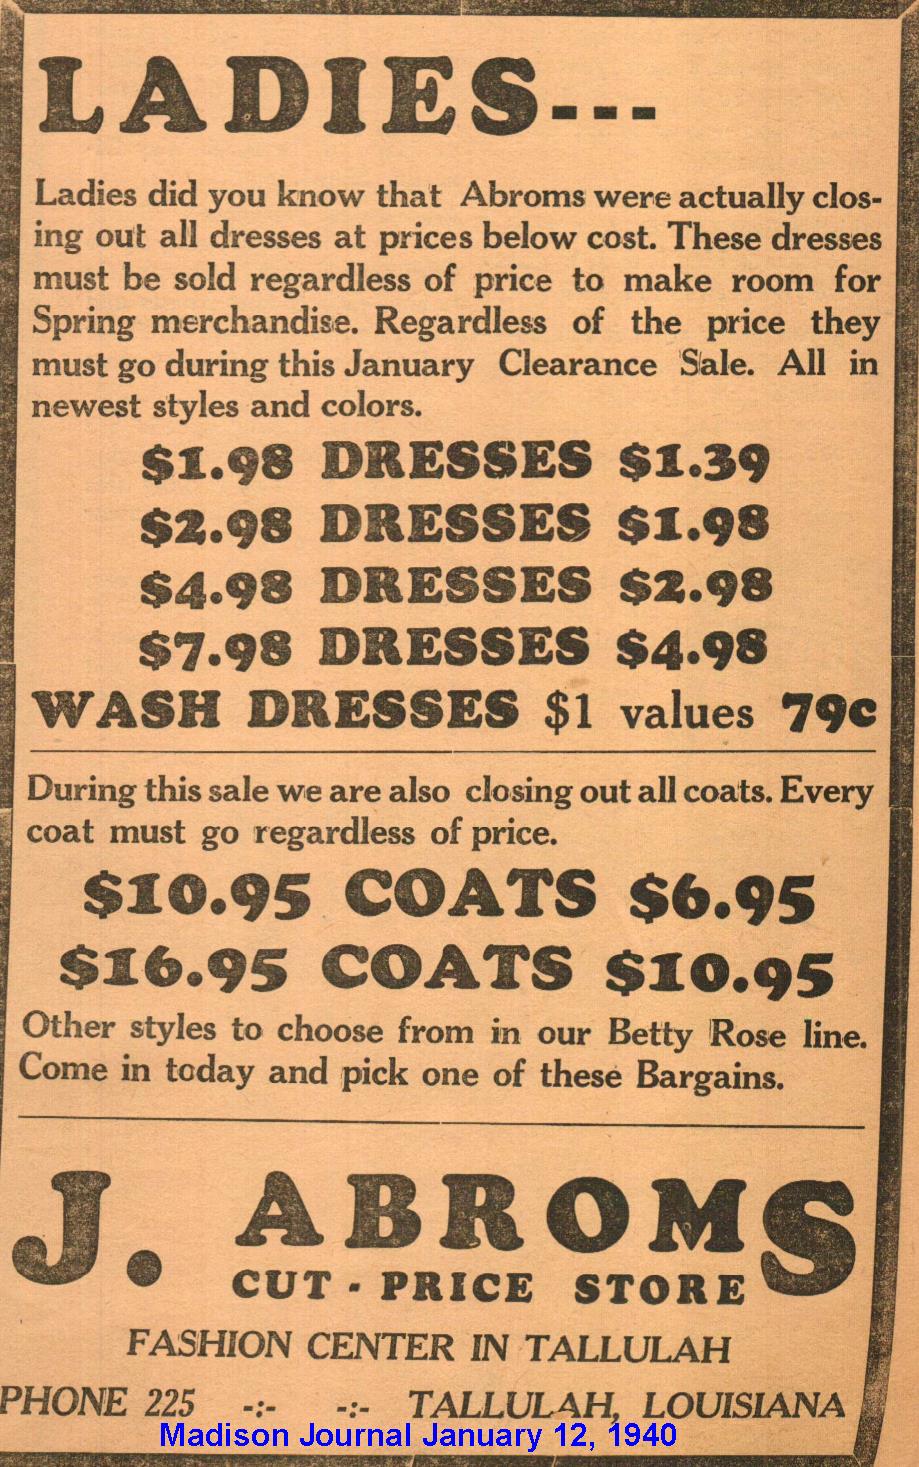 LADIES---
Ladies did you know that Abroms were actually clos-
ing out all dresses at prices below cost. These dresses
must be sold regardless of price to make room for
Spring merchandise. Regardless of the price they
must go during this January Clearance Sale. All in
newest styles and colors.
$1.98 DRESSES $1.39
$2.98 DRESSES $1.98
$4.98 DRESSES $2.98
$7.98 DRESSES $4.98
WASH DRESSES $1 values 79c
During this sale we are also closing out all coats. Every
coat must go regardless of price.
$10.95 COATS $6.95
$16.95 COATS $10.95
Other styles to choose from in our Betty Rose line.
Come in today and pick one of these Bargains.
J. ABROMS
CUT - PRICE STORE
FASHION CENTER IN TALLULAH
PHONE 225 -:- -:- TALLULAH, LOUISIANA
Madison Journal January 12, 1940